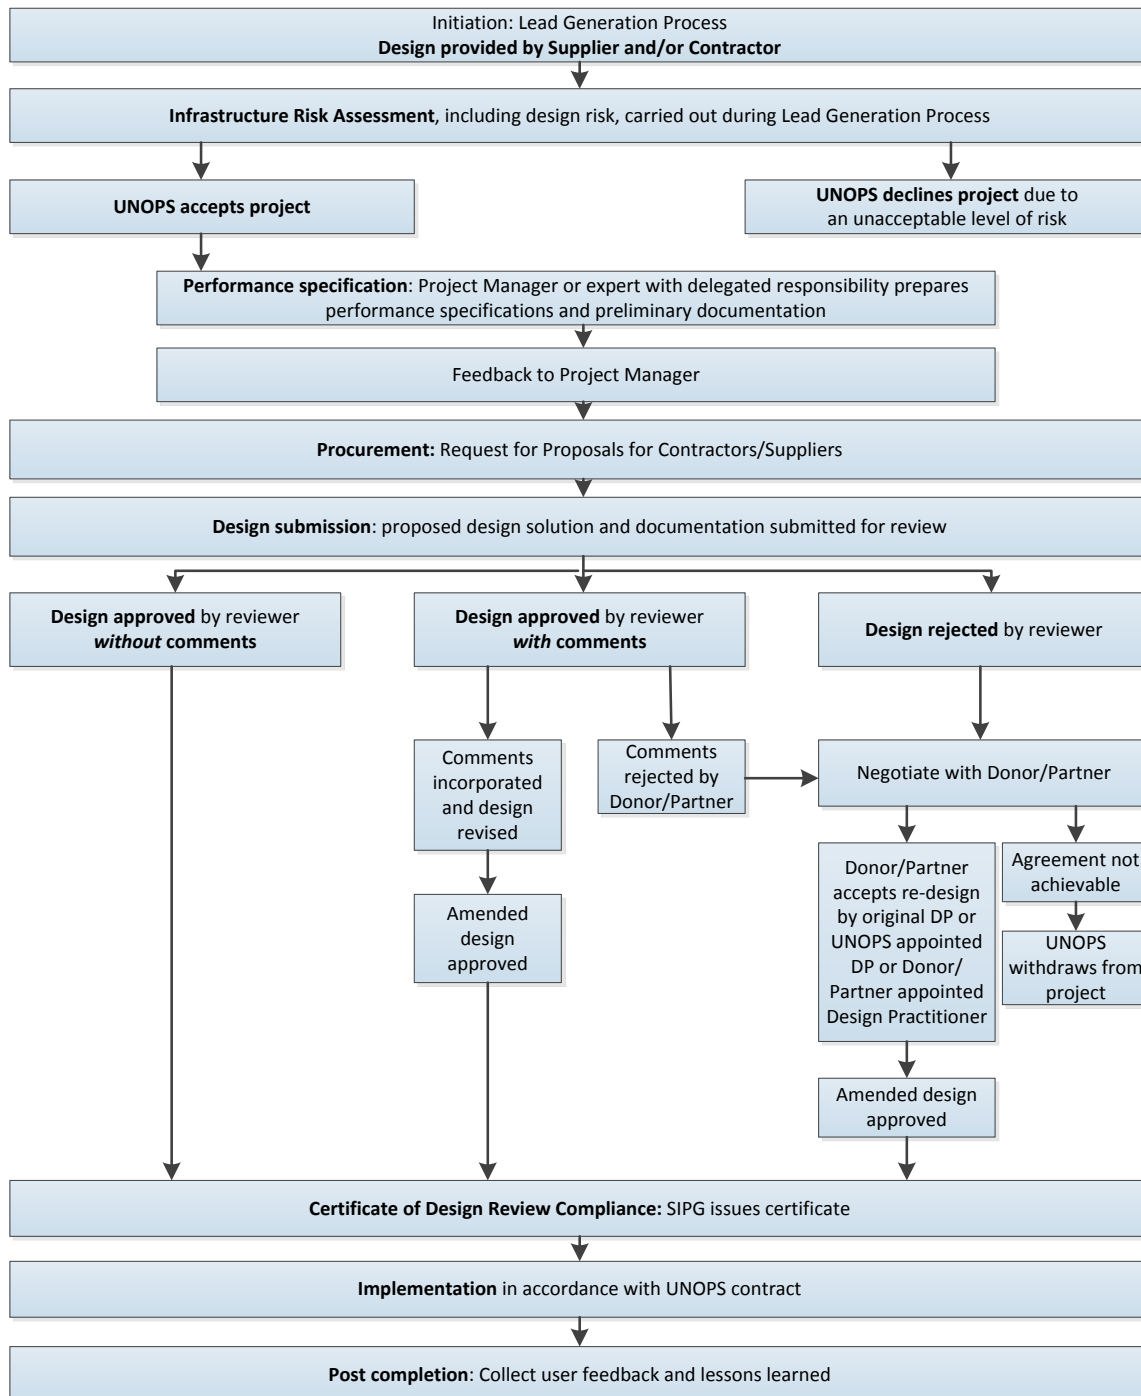 Initiation: Lead Generation Process
Design provided by Supplier and/or Contractor
Infrastructure Risk Assessment, including design risk, carried out during Lead Generation Process
UNOPS accepts project
UNOPS declines project due to
an unacceptable level of risk
Performance specification: Project Manager or expert with delegated responsibility prepares
performance specifications and preliminary documentation
Feedback to Project Manager
Procurement: Request for Proposals for Contractors/Suppliers
Design submission: proposed design solution and documentation submitted for review
Design approved by reviewer
without comments
Design approved by reviewer
with comments
Design rejected by reviewer
Comments
incorporated
and design
revised
Comments
rejected by
Donor/Partner
Negotiate with Donor/Partner
Amended
design
approved
Donor/Partner
accepts re-design
by original DP or
UNOPS appointed
DP or Donor/
Partner appointed
Design Practitioner
Agreement not
achievable
UNOPS
withdraws from
project
Amended design
approved
Certificate of Design Review Compliance: SIPG issues certificate
Implementation in accordance with UNOPS contract
Post completion: Collect user feedback and lessons learned